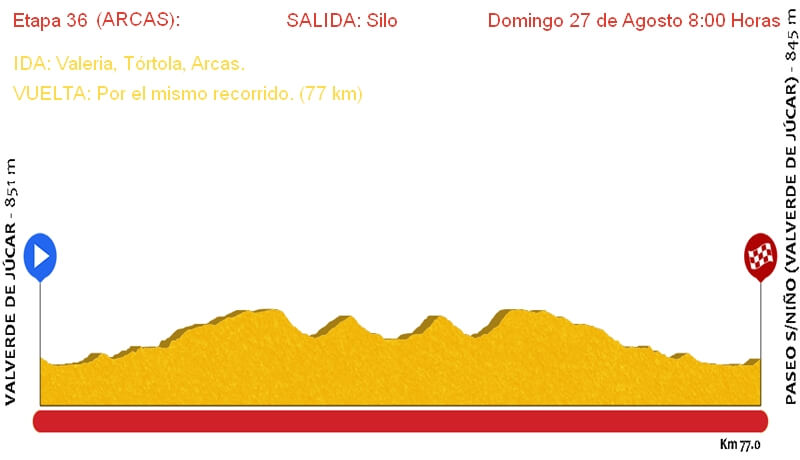 Etapa 36 (ARCAS): SALIDA: Silo Domingo 27 de Agosto 8:00 Horas
IDA: Valeria, Tórtola, Arcas.
VUELTA: Por el mismo recorrido. (77 km)
VALVERDE DE JÚCAR - 851 m
PASEO S/NIÑO (VALVERDE DE JÚCAR) - 845 m
Km 77.0